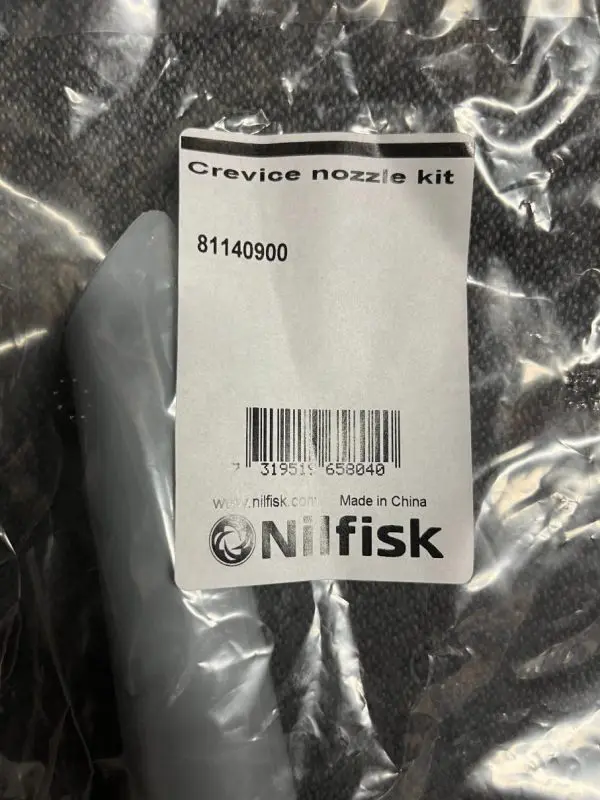 Crevice nozzle kit
81140900
7 319519 658040
www.nilfisk.com Made in China
Nilfisk